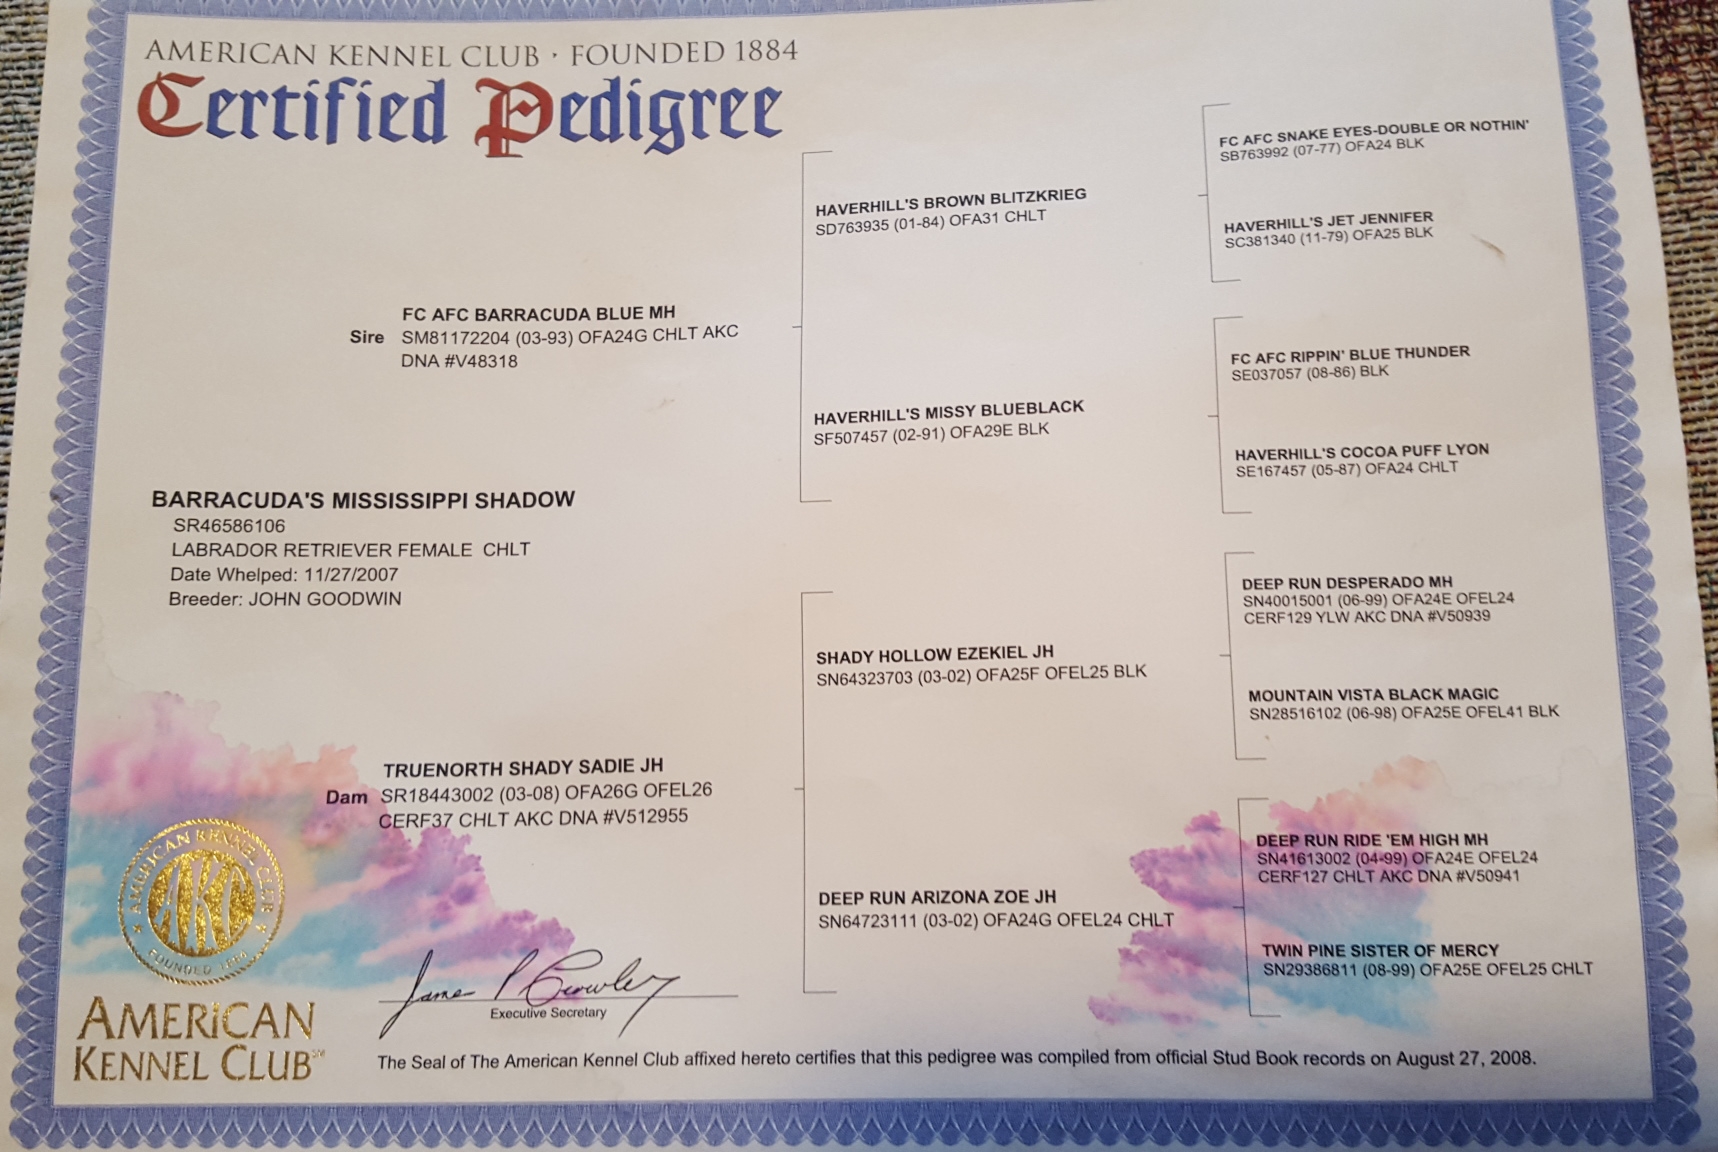 AMERICAN KENNEL CLUB · FOUNDED 1884
Certified Pedigree
FC AFC SNAKE EYES-DOUBLE OR NOTHIN'
SB763992 (07-77) OFA24 BLK
HAVERHILL'S BROWN BLITZKRIEG
SD763935 (01-84) OFA31 CHLT
HAVERHILL'S JET JENNIFER
SC381340 (11-79) OFA25 BLK
FC AFC BARRACUDA BLUE MH
Sire SM81172204 (03-93) OFA24G CHLT AKC
DNA #V48318
FC AFC RIPPIN' BLUE THUNDER
SE037057 (08-86) BLK
HAVERHILL'S MISSY BLUEBLACK
SF507457 (02-91) OFA29E BLK
HAVERHILL'S COCOA PUFF LYON
SE167457 (05-87) OFA24 CHLT
BARRACUDA'S MISSISSIPPI SHADOW
SR46586106
LABRADOR RETRIEVER FEMALE CHLT
Date Whelped: 11/27/2007
Breeder: JOHN GOODWIN
DEEP RUN DESPERADO MH
SN40015001 (06-99) OFA24E OFEL24
CERF129 YLW AKC DNA #V50939
SHADY HOLLOW EZEKIEL JH
SN64323703 (03-02) OFA25F OFEL25 BLK
MOUNTAIN VISTA BLACK MAGIC
SN28516102 (06-98) OFA25E OFEL41 BLK
TRUENORTH SHADY SADIE JH
Dam SR18443002 (03-08) OFA26G OFEL26
CERF37 CHLT AKC DNA #V512955
DEEP RUN RIDE 'EM HIGH MH
SN41613002 (04-99) OFA24E OFEL24
CERF127 CHLT AKC DNA #V50941
DEEP RUN ARIZONA ZOE JH
SN64723111 (03-02) OFA24G OFEL24 CHLT
TWIN PINE SISTER OF MERCY
SN29386811 (08-99) OFA25E OFEL25 CHLT
AMERICAN KENNEL CLUB
AKC
FOUNDED 1884
James P Crowley
Executive Secretary
AMERICAN
KENNEL CLUB℠
The Seal of The American Kennel Club affixed hereto certifies that this pedigree was compiled from official Stud Book records on August 27, 2008.